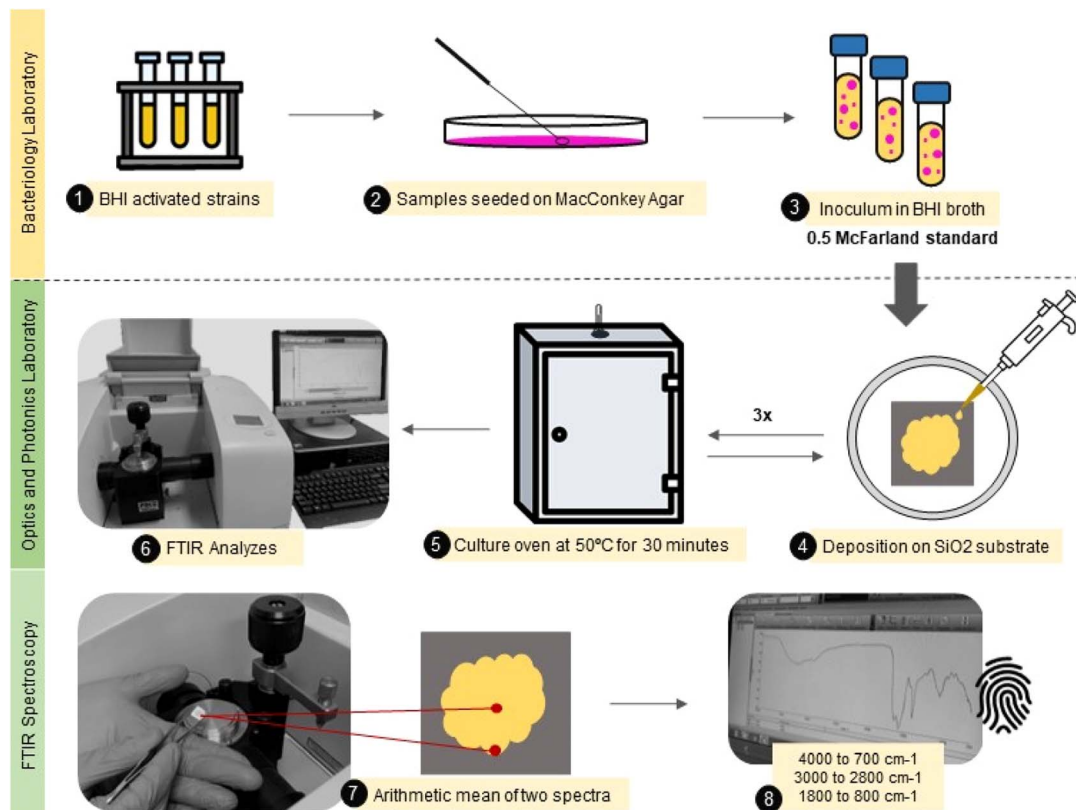 Bacteriology Laboratory
1 BHI activated strains
2 Samples seeded on MacConkey Agar
3 Inoculum in BHI broth
0.5 McFarland standard
Optics and Photonics Laboratory
3x
6 FTIR Analyzes
5 Culture oven at 50ºC for 30 minutes
4 Deposition on SiO2 substrate
FTIR Spectroscopy
7 Arithmetic mean of two spectra
8
4000 to 700 cm-1
3000 to 2800 cm-1
1800 to 800 cm-1